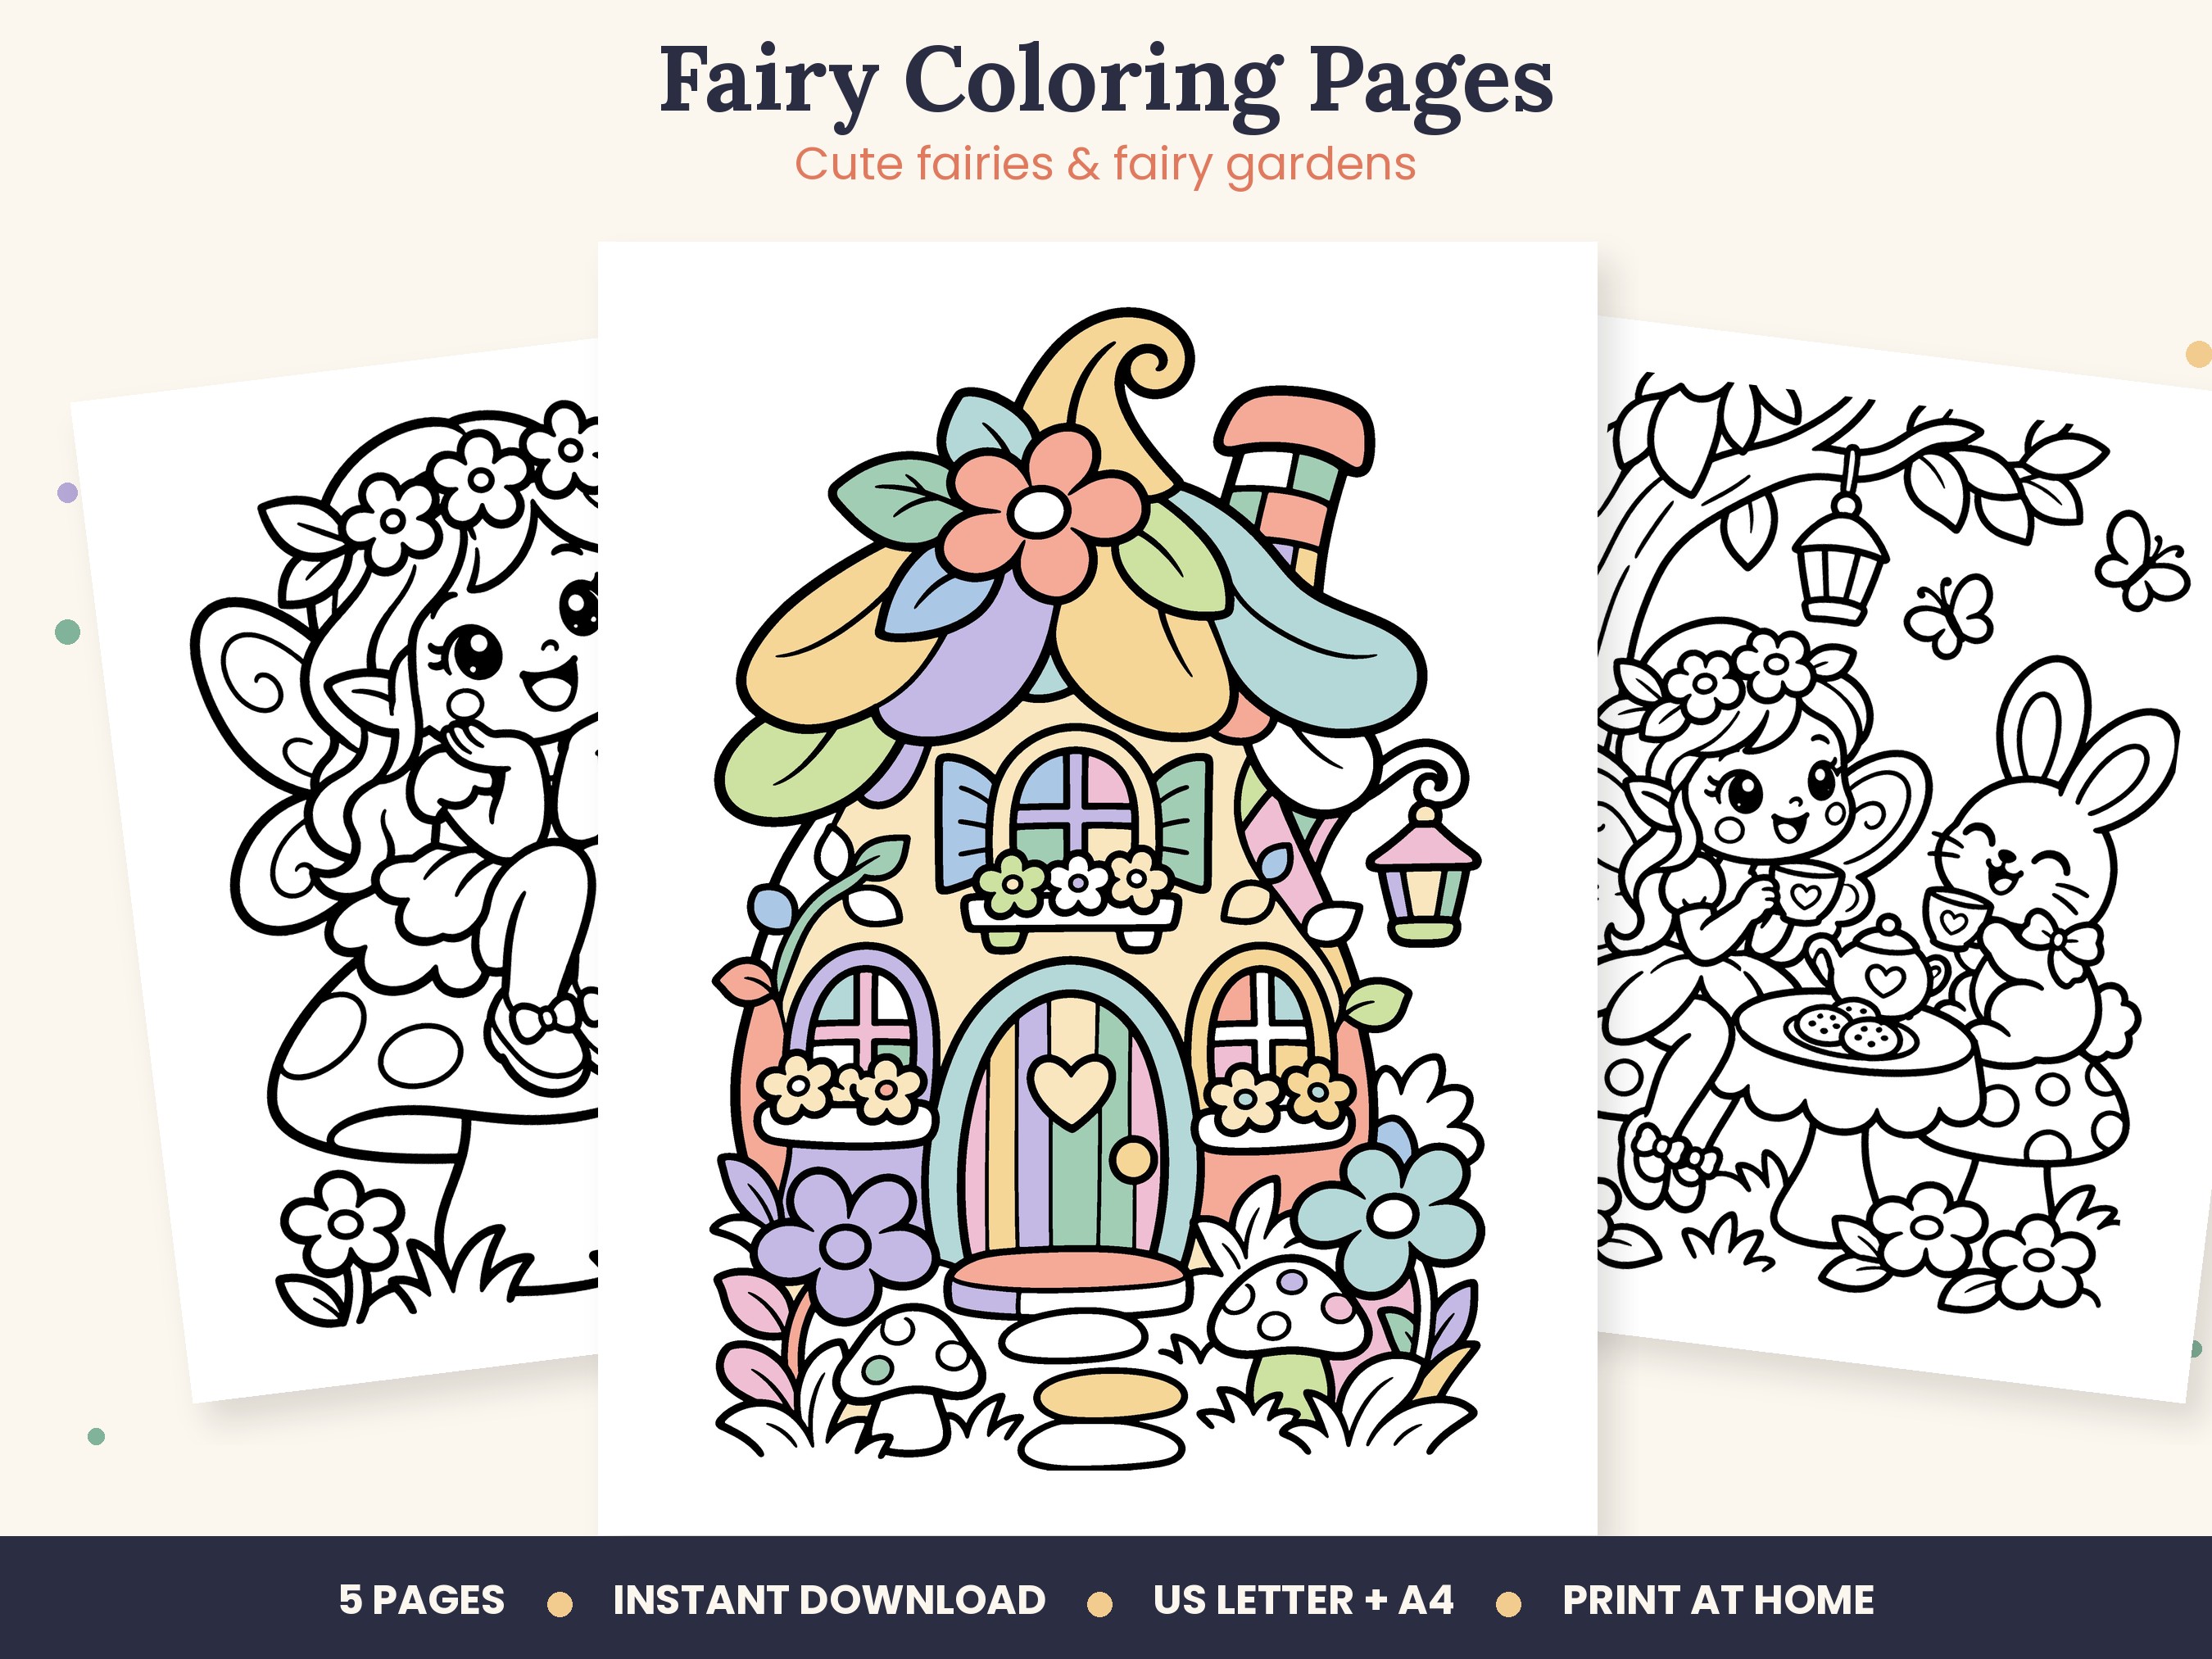 Fairy Coloring Pages
Cute fairies & fairy gardens
5 PAGES ● INSTANT DOWNLOAD ● US LETTER + A4 ● PRINT AT HOME